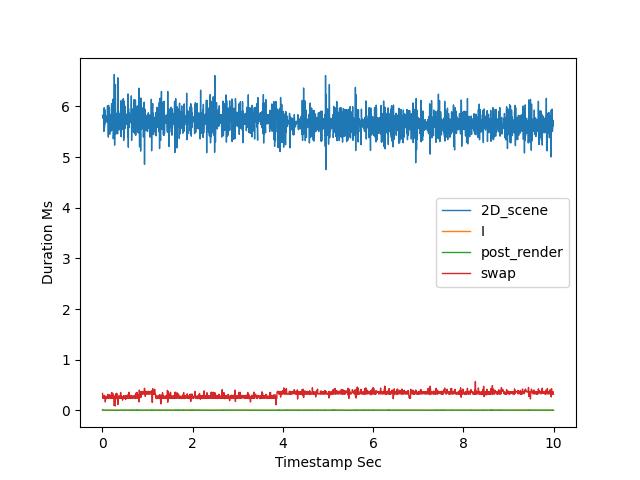 6
5
4
3
2
1
0
Duration Ms
2D_scene
I
post_render
swap
0 2 4 6 8 10
Timestamp Sec